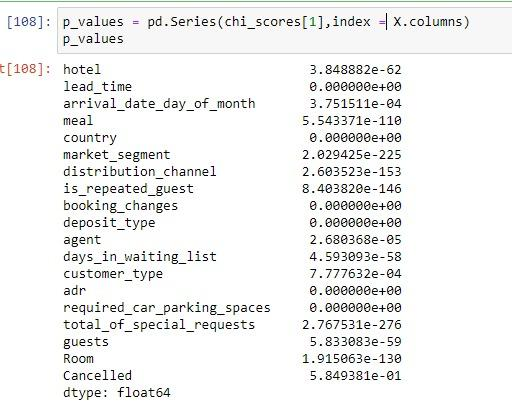 [108]: p_values = pd.Series(chi_scores[1],index = X.columns)
p_values
t[108]: hotel 3.848882e-62
lead_time 0.000000e+00
arrival_date_day_of_month 3.751511e-04
meal 5.543371e-110
country 0.000000e+00
market_segment 2.029425e-225
distribution_channel 2.603523e-153
is_repeated_guest 8.403820e-146
booking_changes 0.000000e+00
deposit_type 0.000000e+00
agent 2.680368e-05
days_in_waiting_list 4.593093e-58
customer_type 7.777632e-04
adr 0.000000e+00
required_car_parking_spaces 0.000000e+00
total_of_special_requests 2.767531e-276
guests 5.833083e-59
Room 1.915063e-130
Cancelled 5.849381e-01
dtype: float64